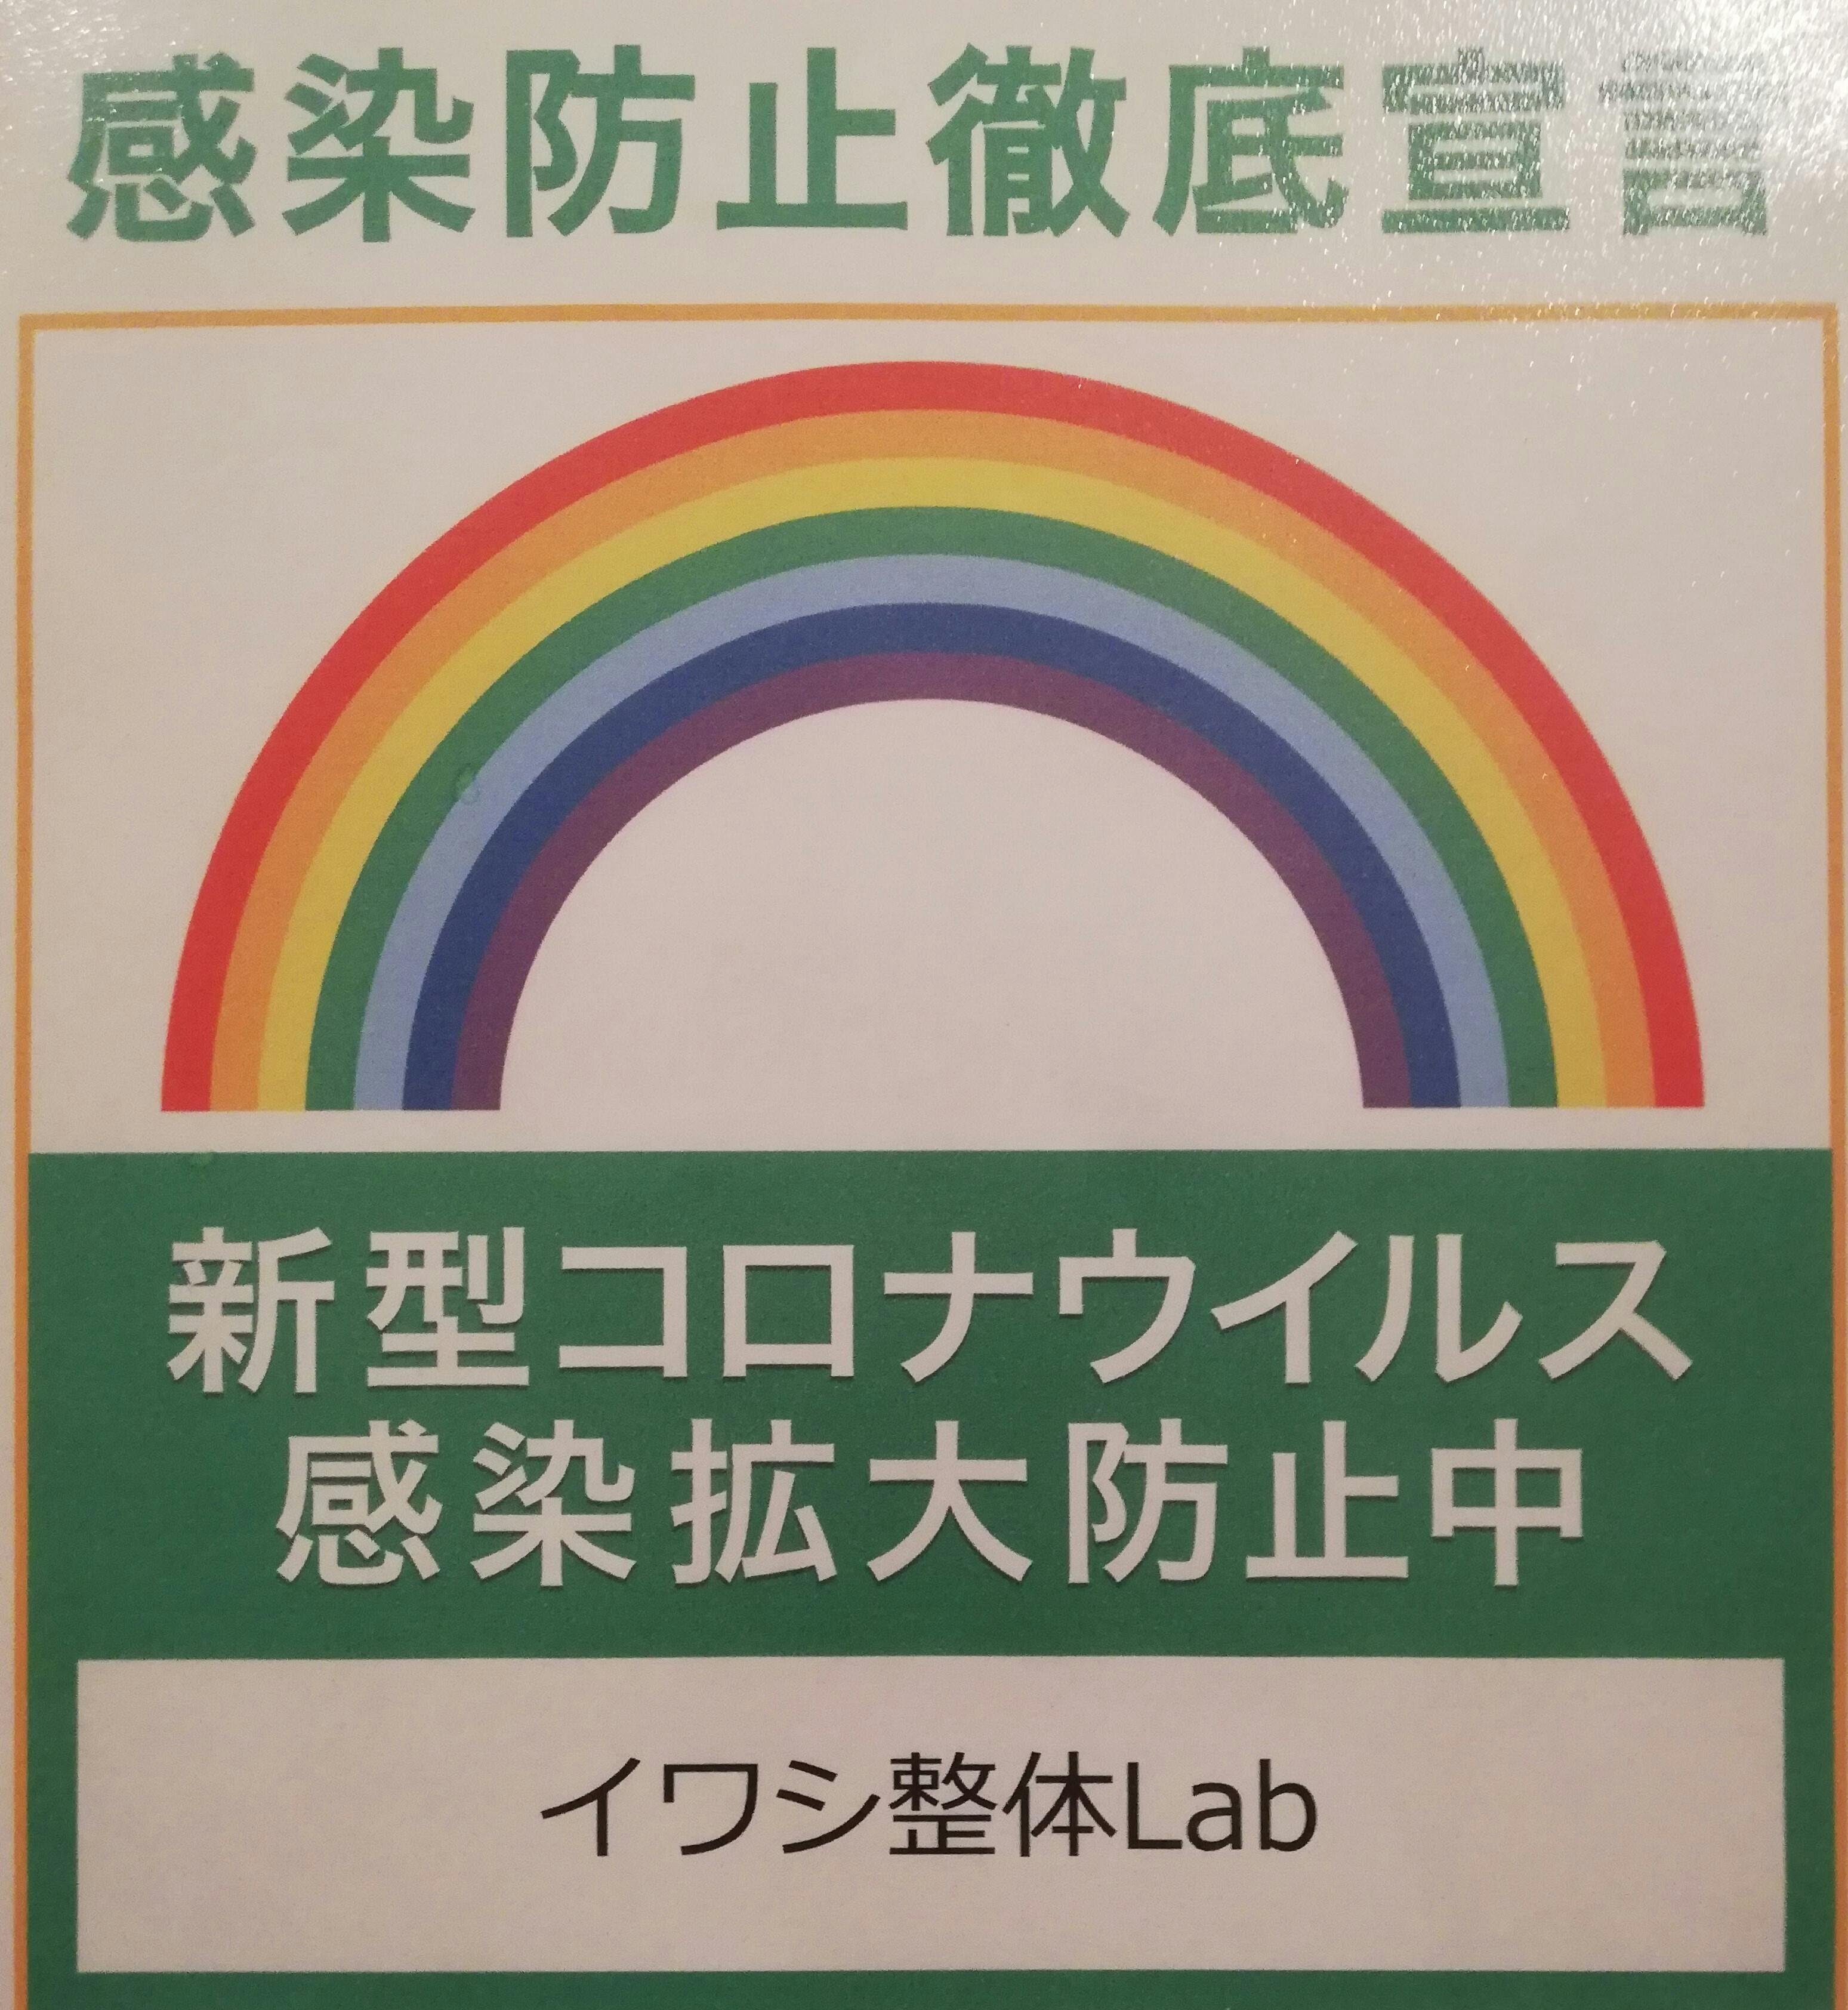 感染防止徹底宣言
新型コロナウイルス
感染拡大防止中
イワシ整体Lab